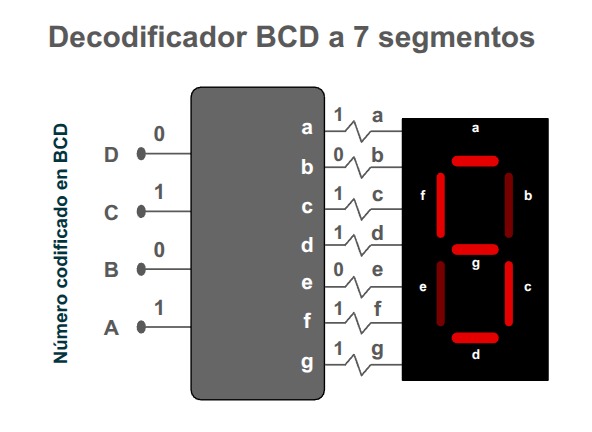 Decodificador BCD a 7 segmentos
Número codificado en BCD
D 0
C 1
B 0
A 1
a 1 a
b 0 b
c 1 c
d 1 d
e 0 e
f 1 f
g 1 g
a
f b
g
e c
d